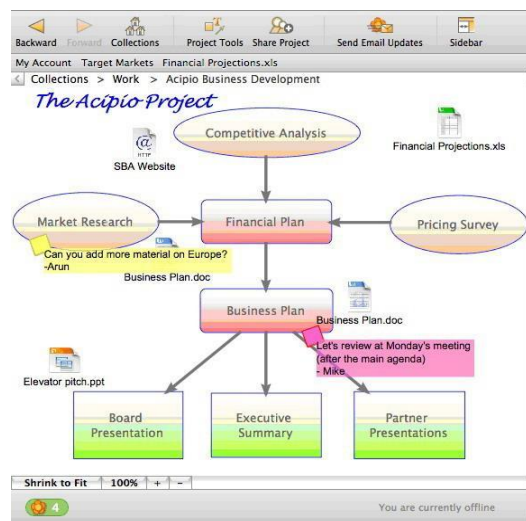 Backward Forward Collections Project Tools Share Project Send Email Updates Sidebar
My Account Target Markets Financial Projections.xls
< Collections > Work > Acipio Business Development
The Acipio Project
Competitive Analysis
HTTP
SBA Website
Financial Projections.xls
Market Research
Financial Plan
Pricing Survey
Can you add more material on Europe?
-Arun
Business Plan.doc
Business Plan
Business Plan.doc
Let's review at Monday's meeting
(after the main agenda)
- Mike
Elevator pitch.ppt
Board
Presentation
Executive
Summary
Partner
Presentations
Shrink to Fit 100% + -
4 You are currently offline